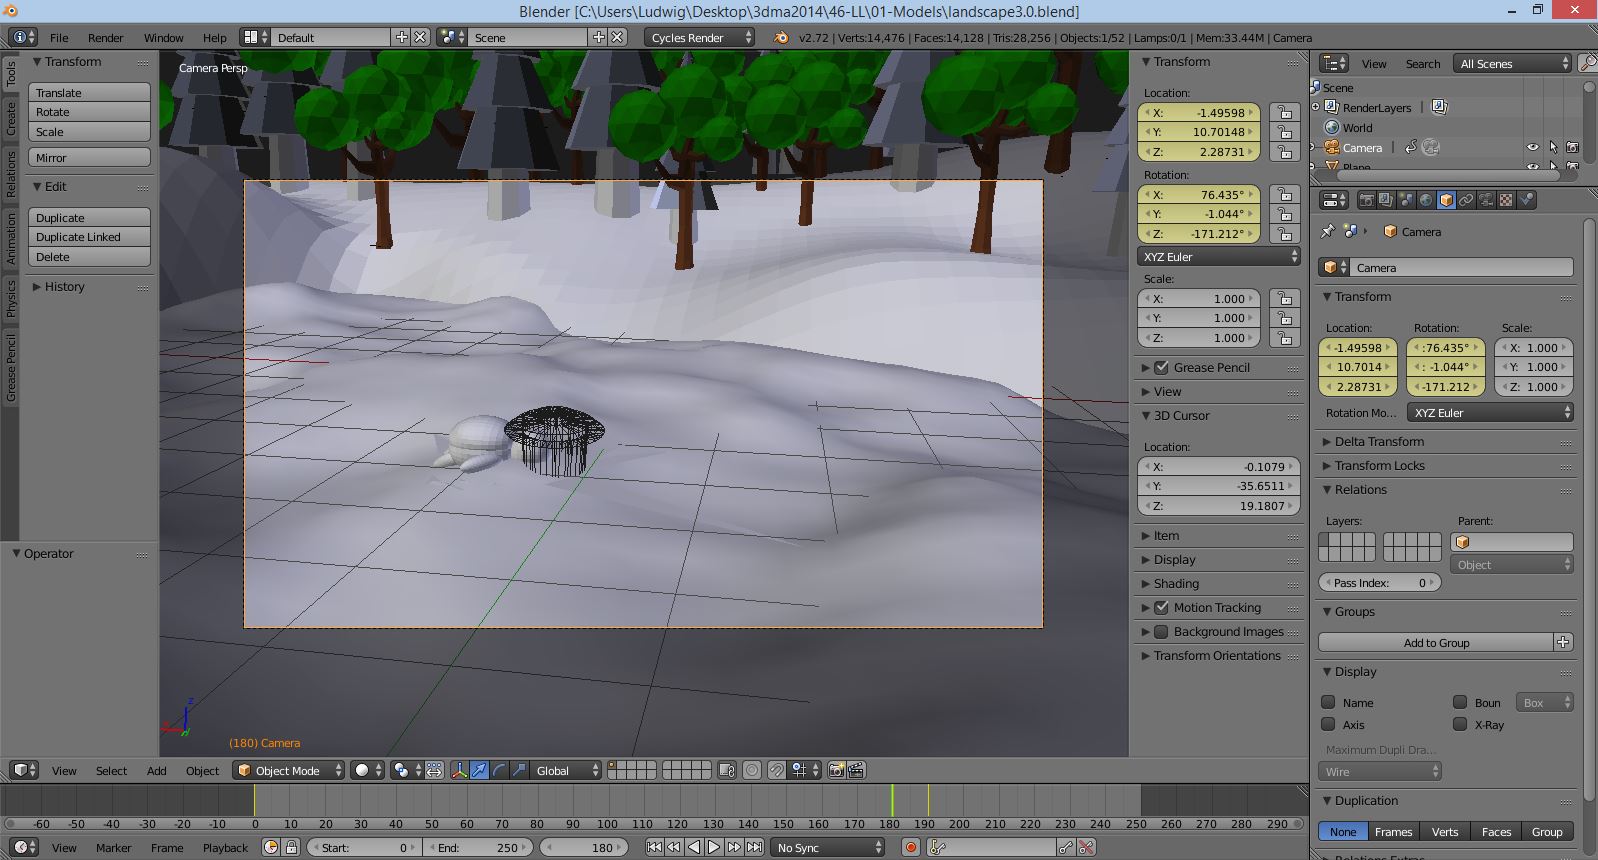 Blender [C:\Users\Ludwig\Desktop\3dma2014\46-LL\01-Models\landscape3.0.blend]
File Render Window Help Default Scene Cycles Render v2.72 | Verts:14,476 | Faces:14,128 | Tris:28,256 | Objects:1/52 | Lamps:0/1 | Mem:33.44M | Camera
Tools
Create
Relations
Animation
Physics
Grease Pencil
Transform
Translate
Rotate
Scale
Mirror
Edit
Duplicate
Duplicate Linked
Delete
History
Operator
Camera Persp
(180) Camera
Transform
Location:
X: -1.49598
Y: 10.70148
Z: 2.28731
Rotation:
X: 76.435°
Y: -1.044°
Z: -171.212°
XYZ Euler
Scale:
X: 1.000
Y: 1.000
Z: 1.000
Grease Pencil
View
3D Cursor
Location:
X: -0.1079
Y: -35.6511
Z: 19.1807
Item
Display
Shading
Motion Tracking
Background Images
Transform Orientations
View Search All Scenes
Scene
RenderLayers
World
Camera
Plane
Camera
Camera
Transform
Location: Rotation: Scale:
-1.49598 :76.435° X: 1.000
10.7014 : -1.044° Y: 1.000
2.28731 -171.212 Z: 1.000
Rotation Mo... XYZ Euler
Delta Transform
Transform Locks
Relations
Layers: Parent:
Object
Pass Index: 0
Groups
Add to Group
Display
Name Boun Box
Axis X-Ray
Maximum Dupli Dra...
Wire
Duplication
None Frames Verts Faces Group
Relations Extras
View Select Add Object Object Mode Global
-60 -50 -40 -30 -20 -10 0 10 20 30 40 50 60 70 80 90 100 110 120 130 140 150 160 170 180 190 200 210 220 230 240 250 260 270 280 290
View Marker Frame Playback Start: 0 End: 250 180 No Sync